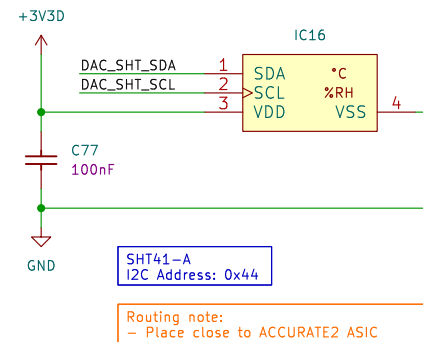 +3V3D
IC16
DAC_SHT_SDA
1
SDA
°C
DAC_SHT_SCL
2
SCL
%RH
3
VDD
VSS
4
C77
100nF
GND
SHT41-A
I2C Address: 0x44
Routing note:
- Place close to ACCURATE2 ASIC